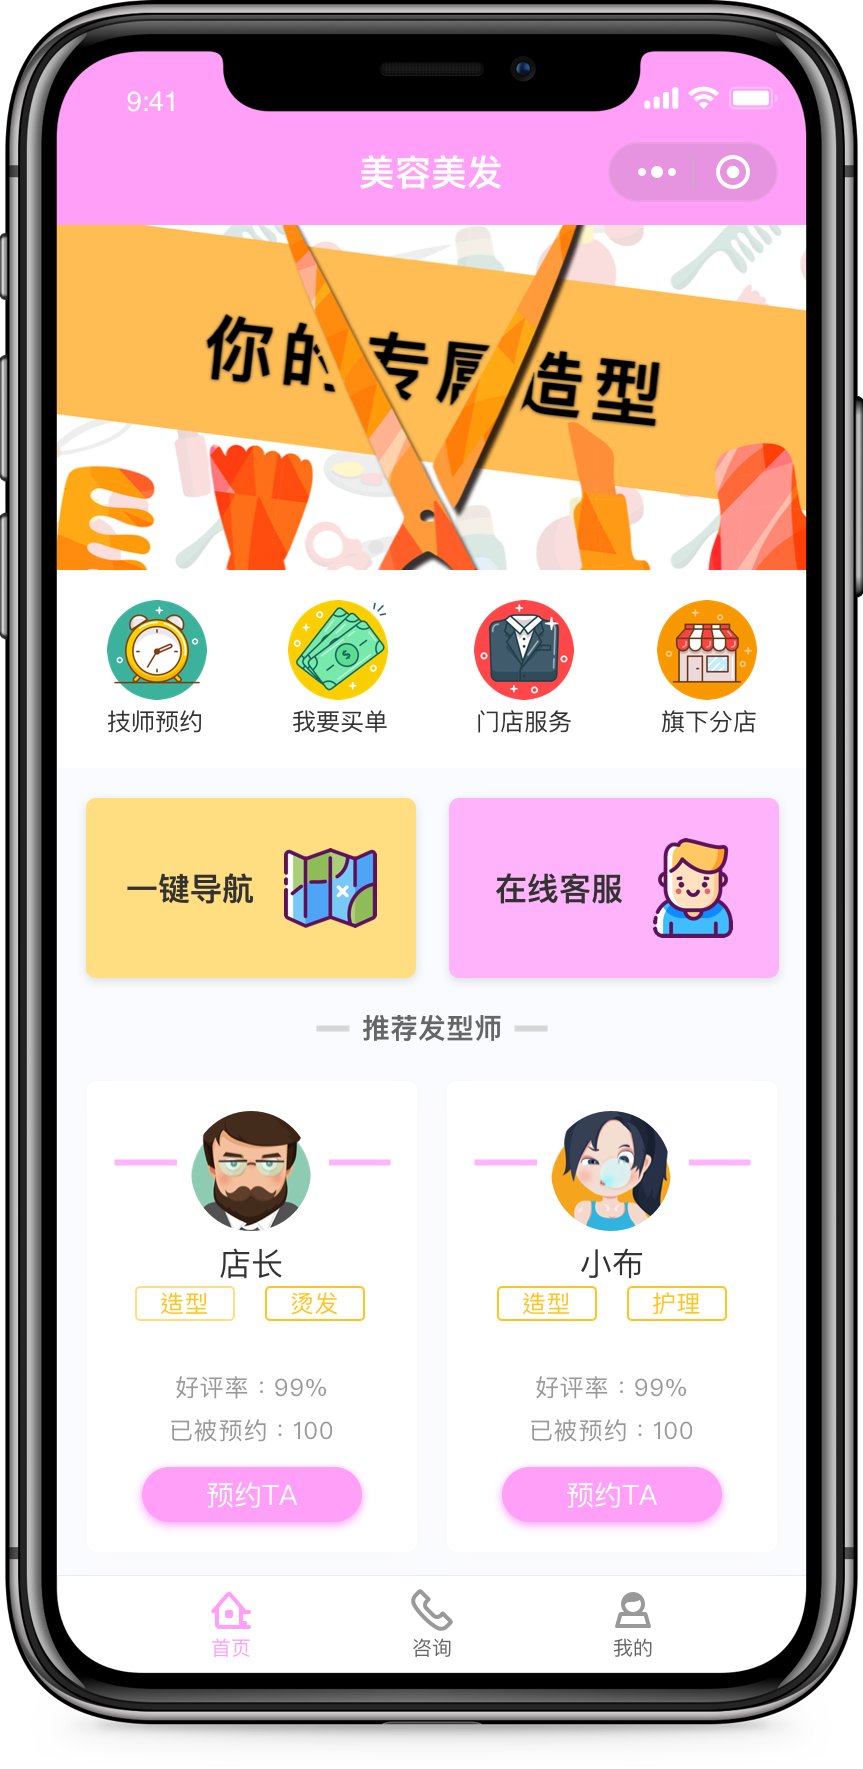 9:41
美容美发
你的专属造型
技师预约 我要买单 门店服务 旗下分店
一键导航 在线客服
推荐发型师
店长 小布
造型 烫发 造型 护理
好评率：99% 好评率：99%
已被预约：100 已被预约：100
预约TA 预约TA
首页 咨询 我的